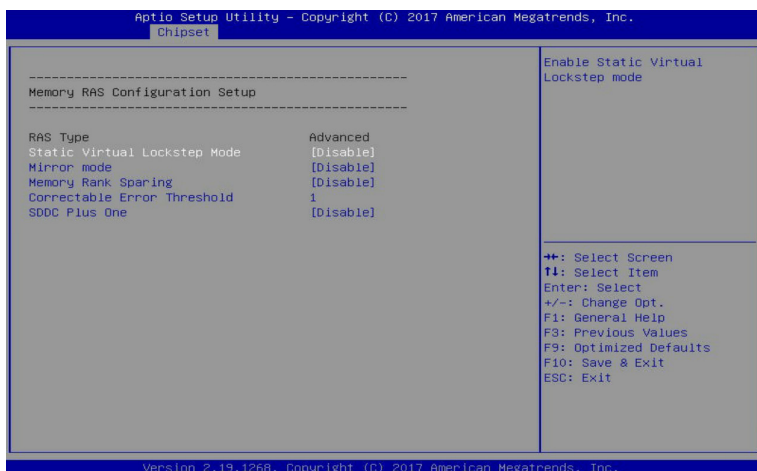 Aptio Setup Utility – Copyright (C) 2017 American Megatrends, Inc.
Chipset
------------------------------------------------
Memory RAS Configuration Setup
------------------------------------------------
RAS Type Advanced
Static Virtual Lockstep Mode [Disable]
Mirror mode [Disable]
Memory Rank Sparing [Disable]
Correctable Error Threshold 1
SDDC Plus One [Disable]
Enable Static Virtual
Lockstep mode
→←: Select Screen
↑↓: Select Item
Enter: Select
+/-: Change Opt.
F1: General Help
F3: Previous Values
F9: Optimized Defaults
F10: Save & Exit
ESC: Exit
Version 2.19.1268. Copyright (C) 2017 American Megatrends, Inc.